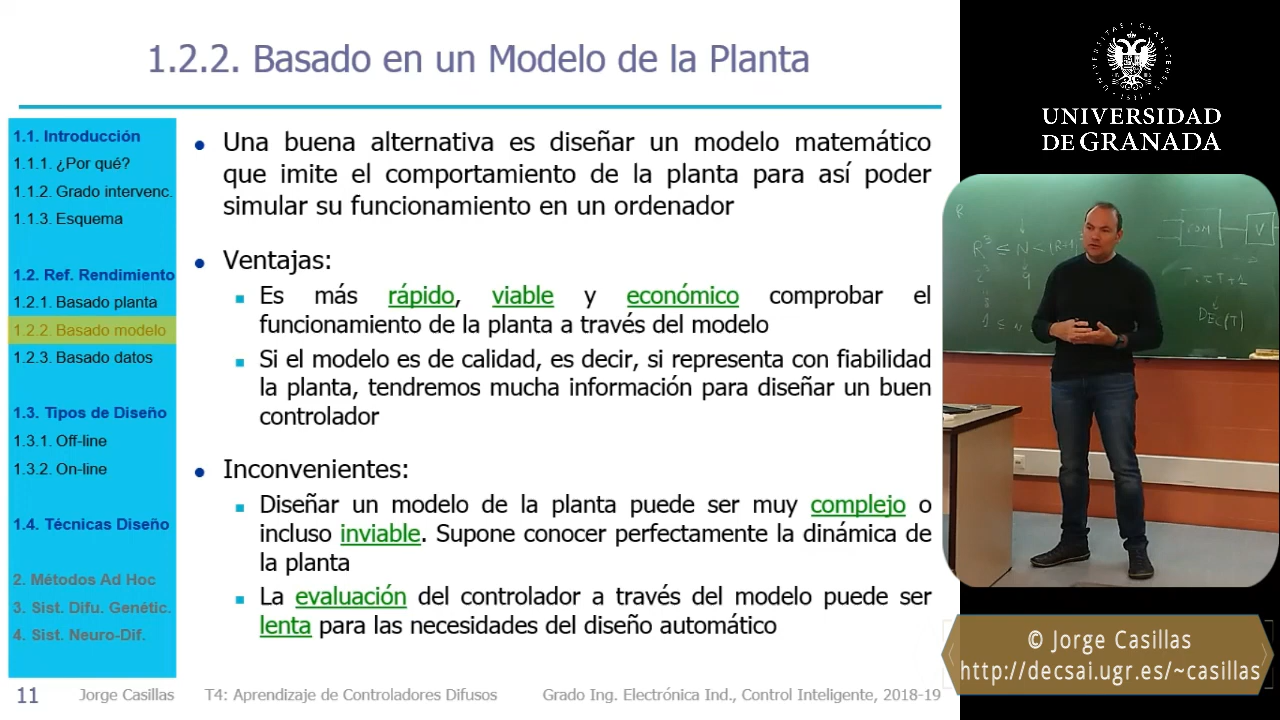 1.2.2. Basado en un Modelo de la Planta
1.1. Introducción
1.1.1. ¿Por qué?
1.1.2. Grado intervenc.
1.1.3. Esquema
1.2. Ref. Rendimiento
1.2.1. Basado planta
1.2.2. Basado modelo
1.2.3. Basado datos
1.3. Tipos de Diseño
1.3.1. Off-line
1.3.2. On-line
1.4. Técnicas Diseño
2. Métodos Ad Hoc
3. Sist. Difu. Genétic.
4. Sist. Neuro-Dif.
Una buena alternativa es diseñar un modelo matemático
que imite el comportamiento de la planta para así poder
simular su funcionamiento en un ordenador
Ventajas:
Es más rápido, viable y económico comprobar el
funcionamiento de la planta a través del modelo
Si el modelo es de calidad, es decir, si representa con fiabilidad
la planta, tendremos mucha información para diseñar un buen
controlador
Inconvenientes:
Diseñar un modelo de la planta puede ser muy complejo o
incluso inviable. Supone conocer perfectamente la dinámica de
la planta
La evaluación del controlador a través del modelo puede ser
lenta para las necesidades del diseño automático
11 Jorge Casillas T4: Aprendizaje de Controladores Difusos Grado Ing. Electrónica Ind., Control Inteligente, 2018-19
UNIVERSIDAD
DE GRANADA
R
R³ ≤ N
V
T
DEC(T)
© Jorge Casillas
http://decsai.ugr.es/~casillas